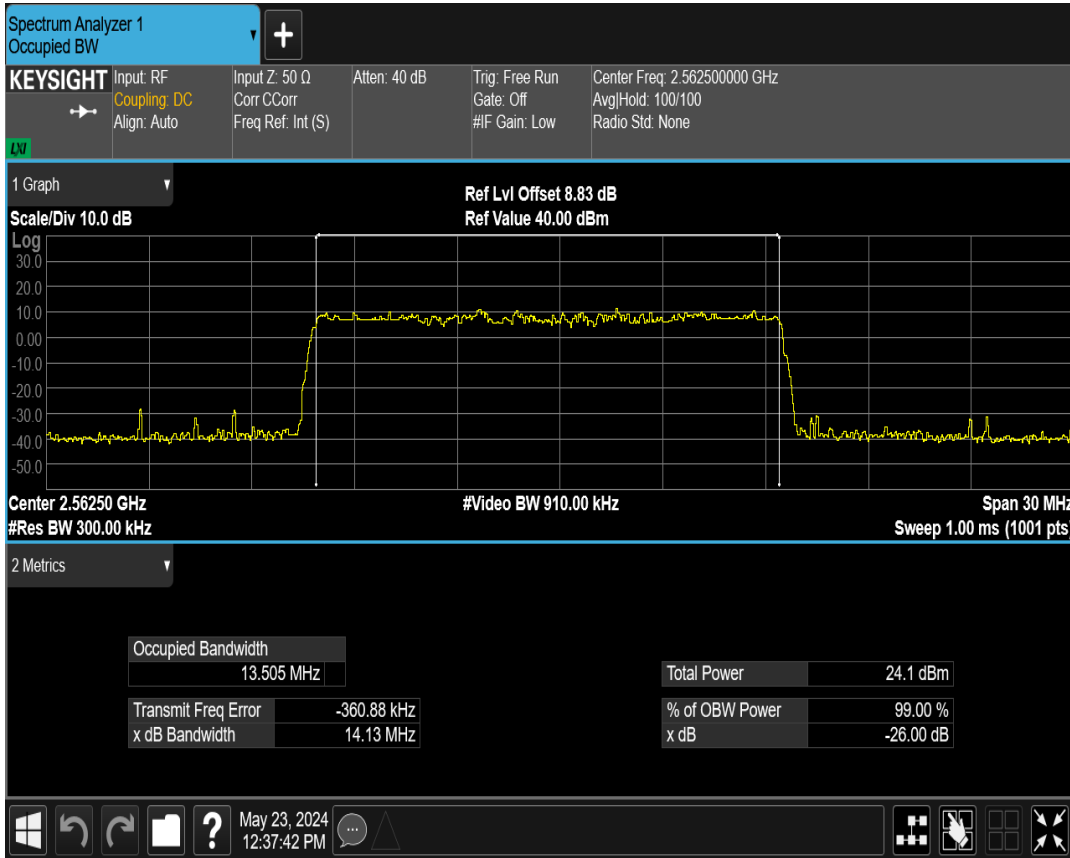 Spectrum Analyzer 1
Occupied BW
KEYSIGHT
LXI
Input: RF
Coupling: DC
Align: Auto
Input Z: 50 Ω
Corr CCorr
Freq Ref: Int (S)
Atten: 40 dB
Trig: Free Run
Gate: Off
#IF Gain: Low
Center Freq: 2.562500000 GHz
Avg|Hold: 100/100
Radio Std: None
1 Graph
Scale/Div 10.0 dB
Ref Lvl Offset 8.83 dB
Ref Value 40.00 dBm
Log
30.0
20.0
10.0
0.00
-10.0
-20.0
-30.0
-40.0
-50.0
Center 2.56250 GHz
#Res BW 300.00 kHz
#Video BW 910.00 kHz
Span 30 MHz
Sweep 1.00 ms (1001 pts)
2 Metrics
Occupied Bandwidth
13.505 MHz
Transmit Freq Error -360.88 kHz
x dB Bandwidth 14.13 MHz
Total Power 24.1 dBm
% of OBW Power 99.00 %
x dB -26.00 dB
?
May 23, 2024
12:37:42 PM